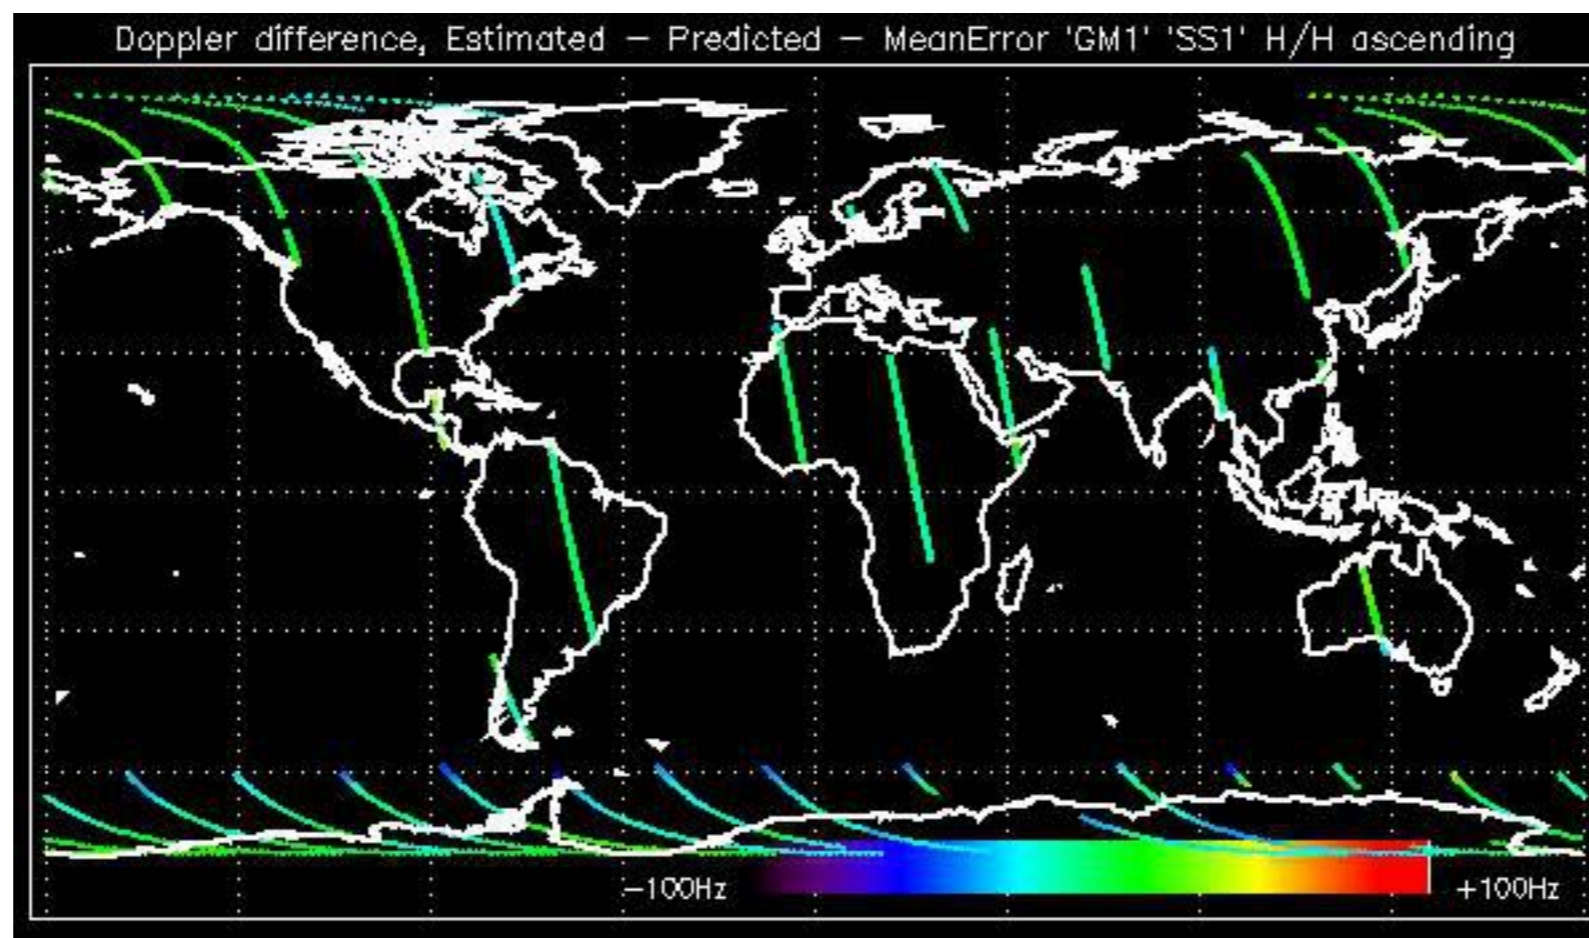 Doppler difference, Estimated – Predicted – MeanError 'GM1' 'SS1' H/H ascending
–100Hz +100Hz